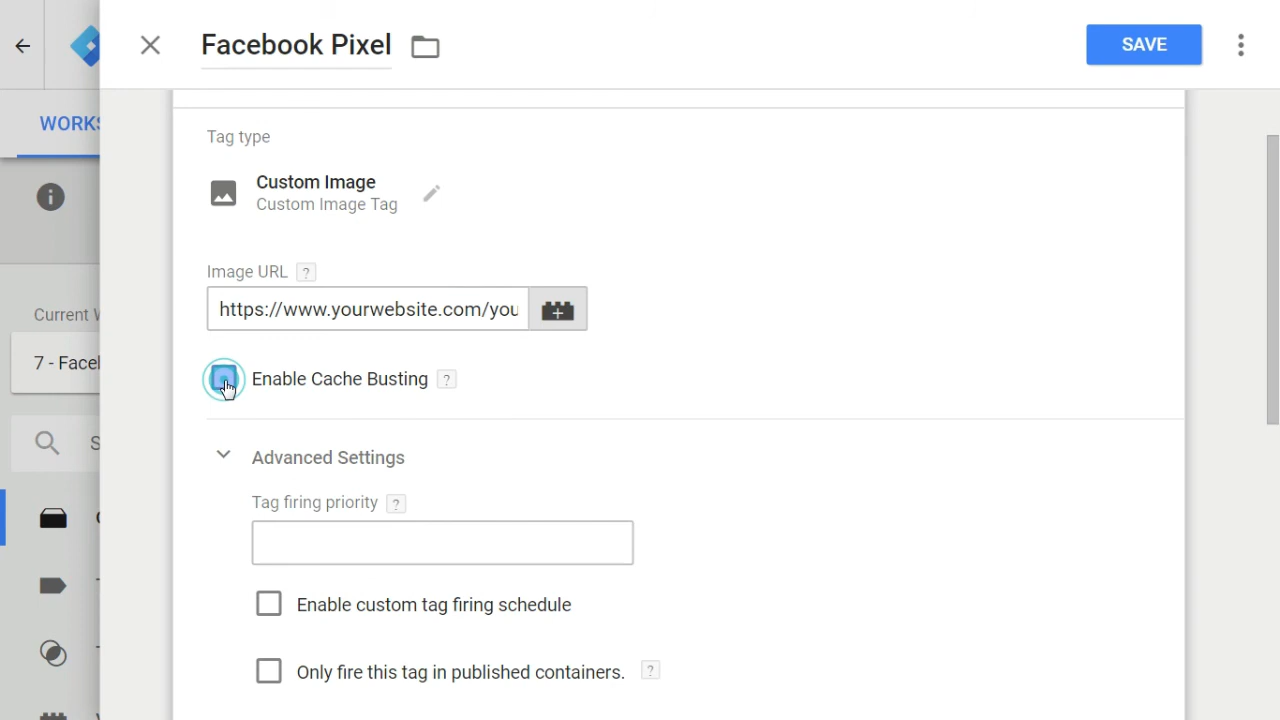 Facebook Pixel
SAVE
WORKS
Tag type
Custom Image
Custom Image Tag
Image URL ?
https://www.yourwebsite.com/you
Current W
7 - Facel
Enable Cache Busting ?
S
Advanced Settings
Tag firing priority ?
Enable custom tag firing schedule
Only fire this tag in published containers. ?